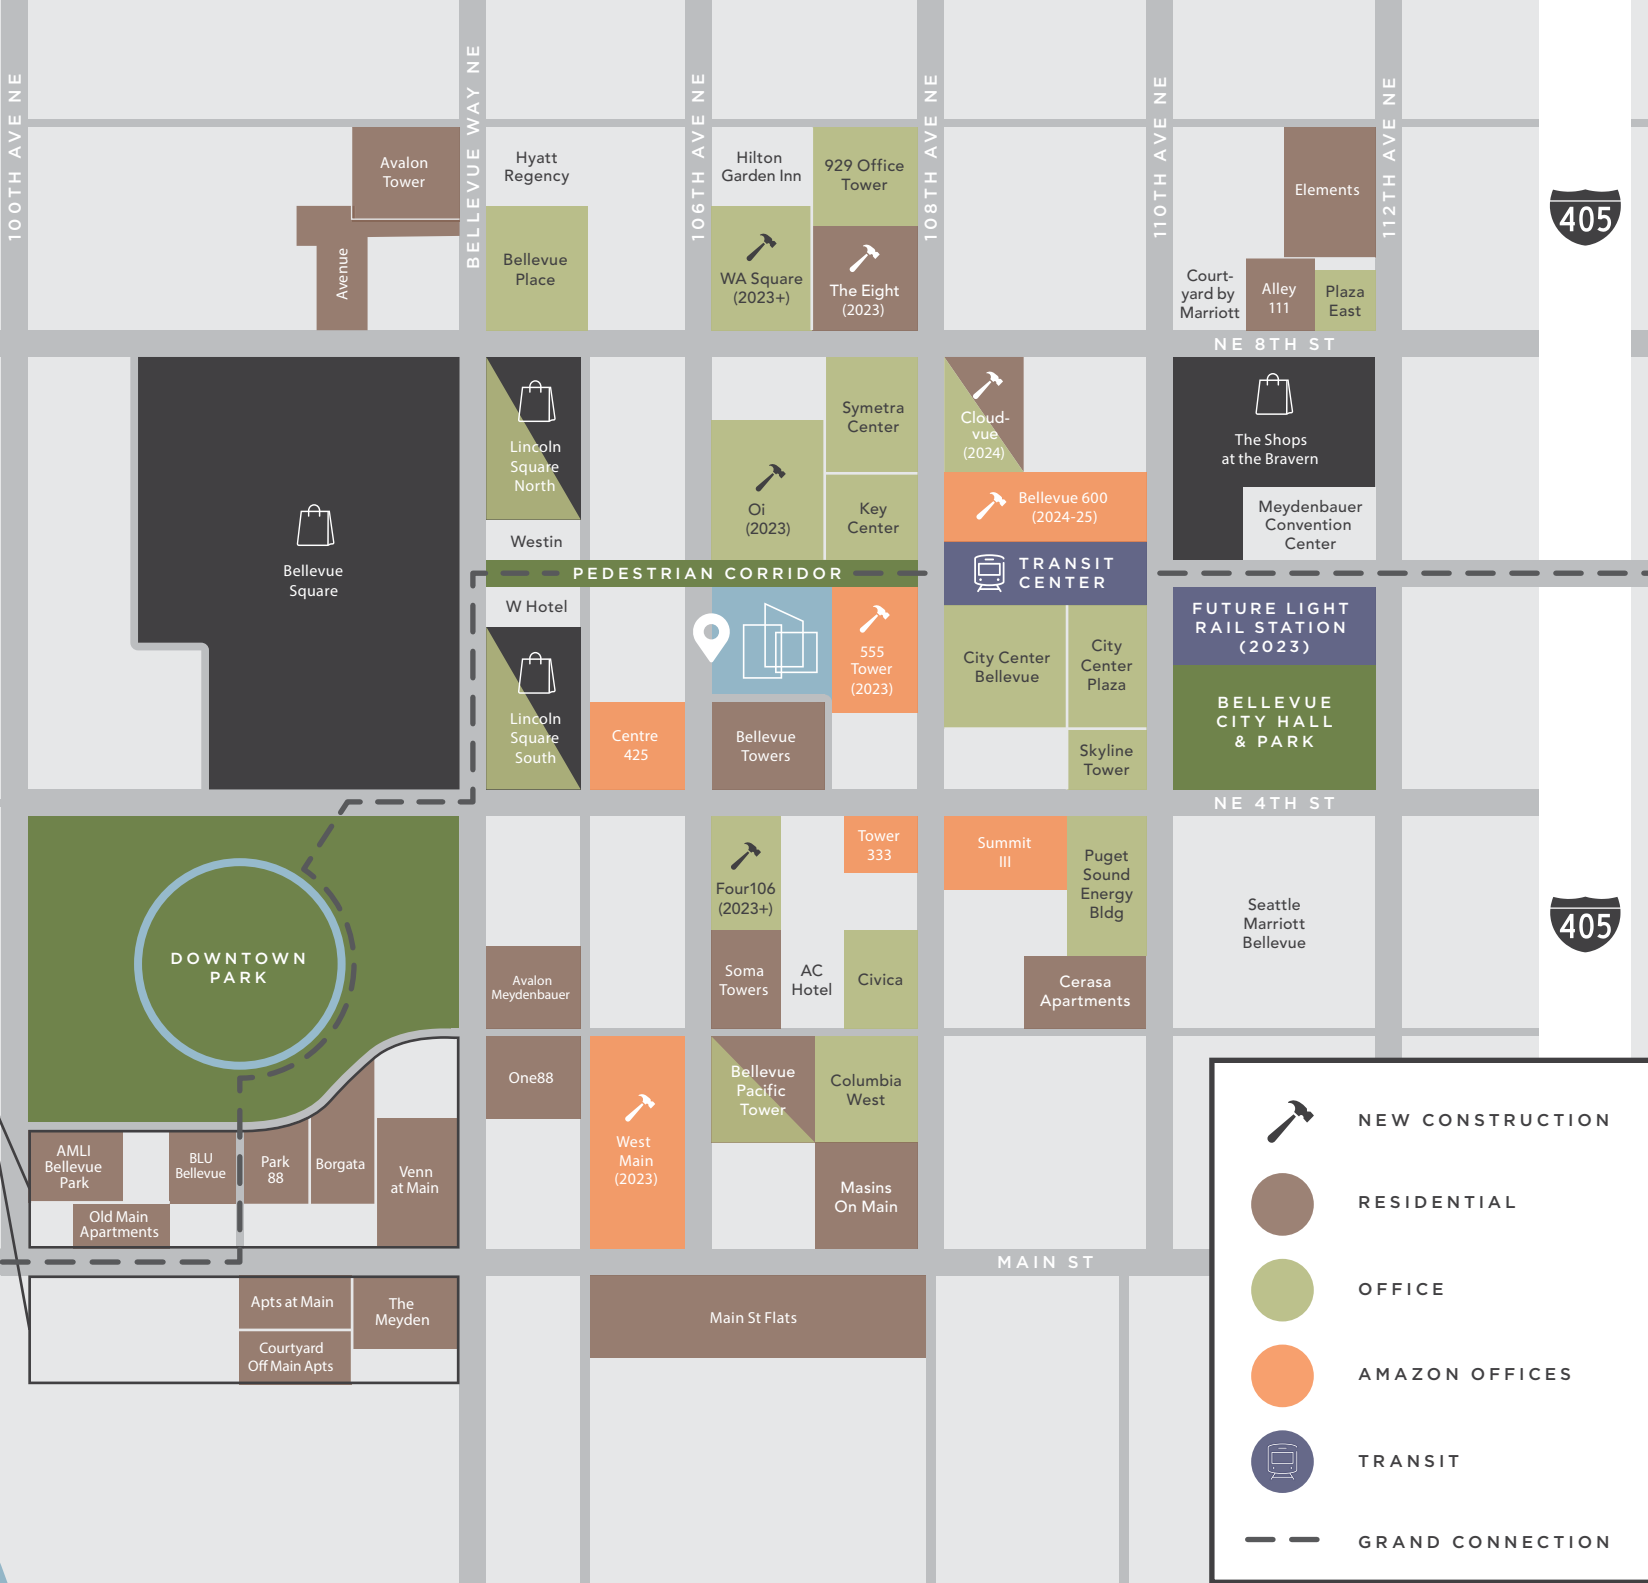 100TH AVE NE
BELLEVUE WAY NE
106TH AVE NE
108TH AVE NE
110TH AVE NE
112TH AVE NE
Avalon
Tower
Avenue
Hyatt
Regency
Bellevue
Place
Hilton
Garden Inn
929 Office
Tower
WA Square
(2023+)
The Eight
(2023)
Elements
Court-
yard by
Marriott
Alley
111
Plaza
East
405
NE 8TH ST
Bellevue
Square
Lincoln
Square
North
Westin
Oi
(2023)
Symetra
Center
Key
Center
Cloud-
vue
(2024)
Bellevue 600
(2024-25)
The Shops
at the Bravern
Meydenbauer
Convention
Center
PEDESTRIAN CORRIDOR
TRANSIT
CENTER
W Hotel
Lincoln
Square
South
Centre
425
555
Tower
(2023)
Bellevue
Towers
City Center
Bellevue
City
Center
Plaza
Skyline
Tower
FUTURE LIGHT
RAIL STATION
(2023)
BELLEVUE
CITY HALL
& PARK
NE 4TH ST
DOWNTOWN
PARK
Avalon
Meydenbauer
One88
Four106
(2023+)
Tower
333
Soma
Towers
AC
Hotel
Civica
Summit
III
Puget
Sound
Energy
Bldg
Cerasa
Apartments
Seattle
Marriott
Bellevue
405
West
Main
(2023)
Bellevue
Pacific
Tower
Columbia
West
Masins
On Main
AMLI
Bellevue
Park
BLU
Bellevue
Park
88
Borgata
Venn
at Main
Old Main
Apartments
MAIN ST
Apts at Main
The
Meyden
Courtyard
Off Main Apts
Main St Flats
NEW CONSTRUCTION
RESIDENTIAL
OFFICE
AMAZON OFFICES
TRANSIT
GRAND CONNECTION